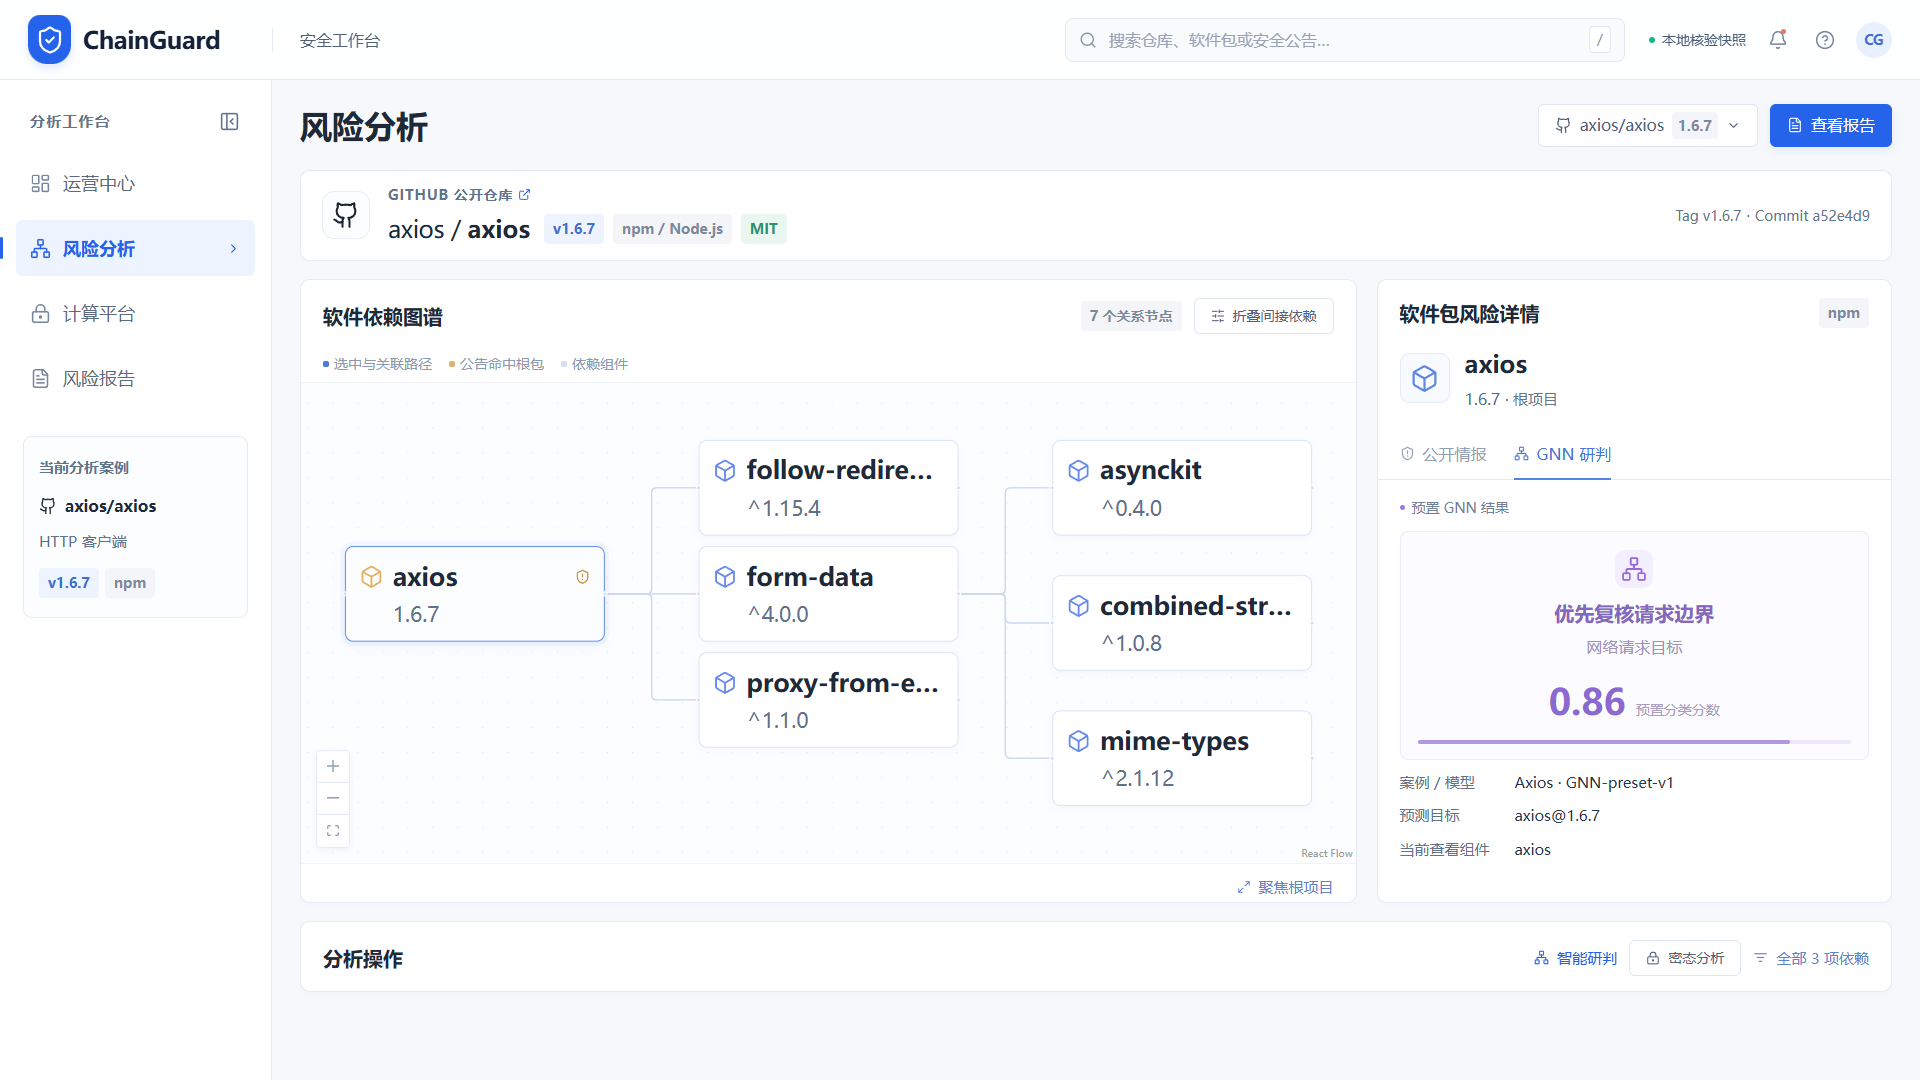 ChainGuard
安全工作台
搜索仓库、软件包或安全公告...
/
本地核验快照
CG
分析工作台
运营中心
风险分析
计算平台
风险报告
当前分析案例
axios/axios
HTTP 客户端
v1.6.7
npm
风险分析
axios/axios 1.6.7
查看报告
GITHUB 公开仓库
axios / axios
v1.6.7
npm / Node.js
MIT
Tag v1.6.7 · Commit a52e4d9
软件依赖图谱
7 个关系节点
折叠间接依赖
选中与关联路径
公告命中根包
依赖组件
axios
1.6.7
follow-redire...
^1.15.4
form-data
^4.0.0
proxy-from-e...
^1.1.0
asynckit
^0.4.0
combined-str...
^1.0.8
mime-types
^2.1.12
React Flow
聚焦根项目
软件包风险详情
npm
axios
1.6.7 · 根项目
公开情报
GNN 研判
预置 GNN 结果
优先复核请求边界
网络请求目标
0.86 预置分类分数
案例 / 模型 Axios · GNN-preset-v1
预测目标 axios@1.6.7
当前查看组件 axios
分析操作
智能研判
密态分析
全部 3 项依赖